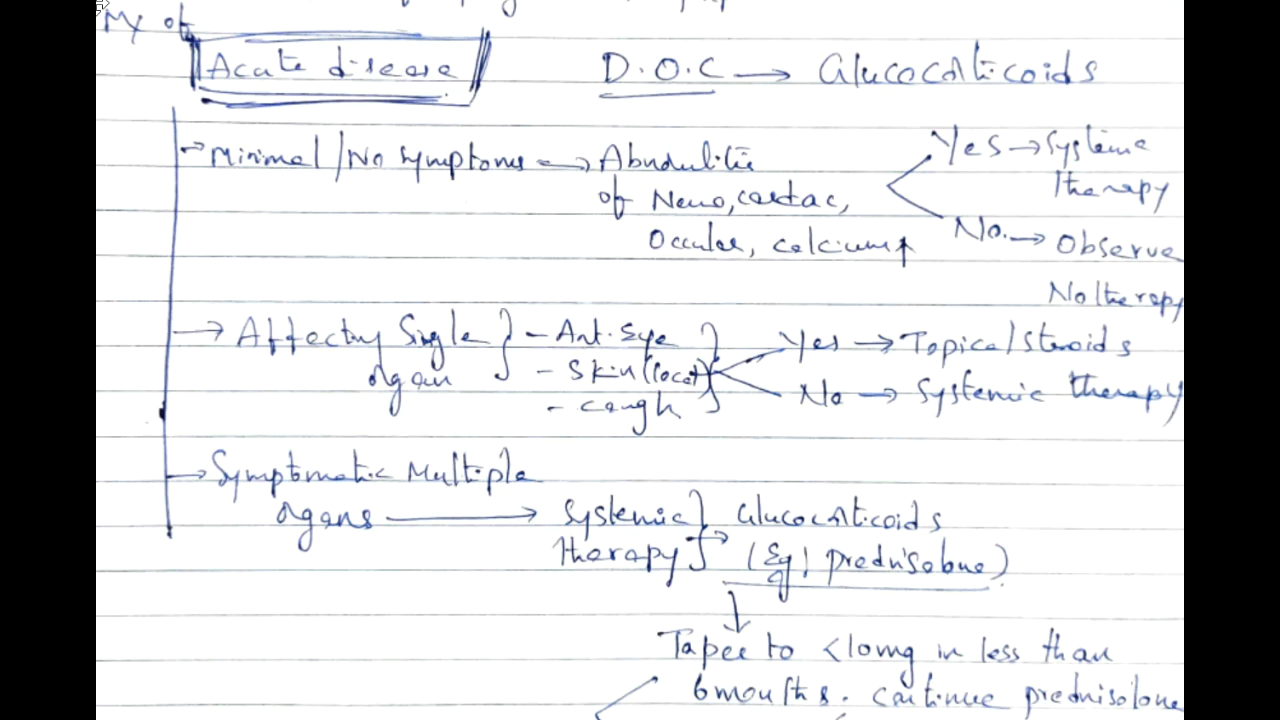 My of
Acute disease D.O.C → Glucocorticoids
→ Minimal / No symptoms → Abnormalities Yes → Systemic therapy
of Neuro, cardiac, No. → Observe
Occular, calcium↑ No therapy
→ Affecting Single organ } - Ant. Eye Yes → Topical steroids
- Skin (local) No → Systemic therapy
- cough
→ Symptomatic Multiple
organs → Systemic therapy } → Glucocorticoids
(Eg! prednisolone)
↓
Taper to <10mg in less than
6 months. continue prednisolone